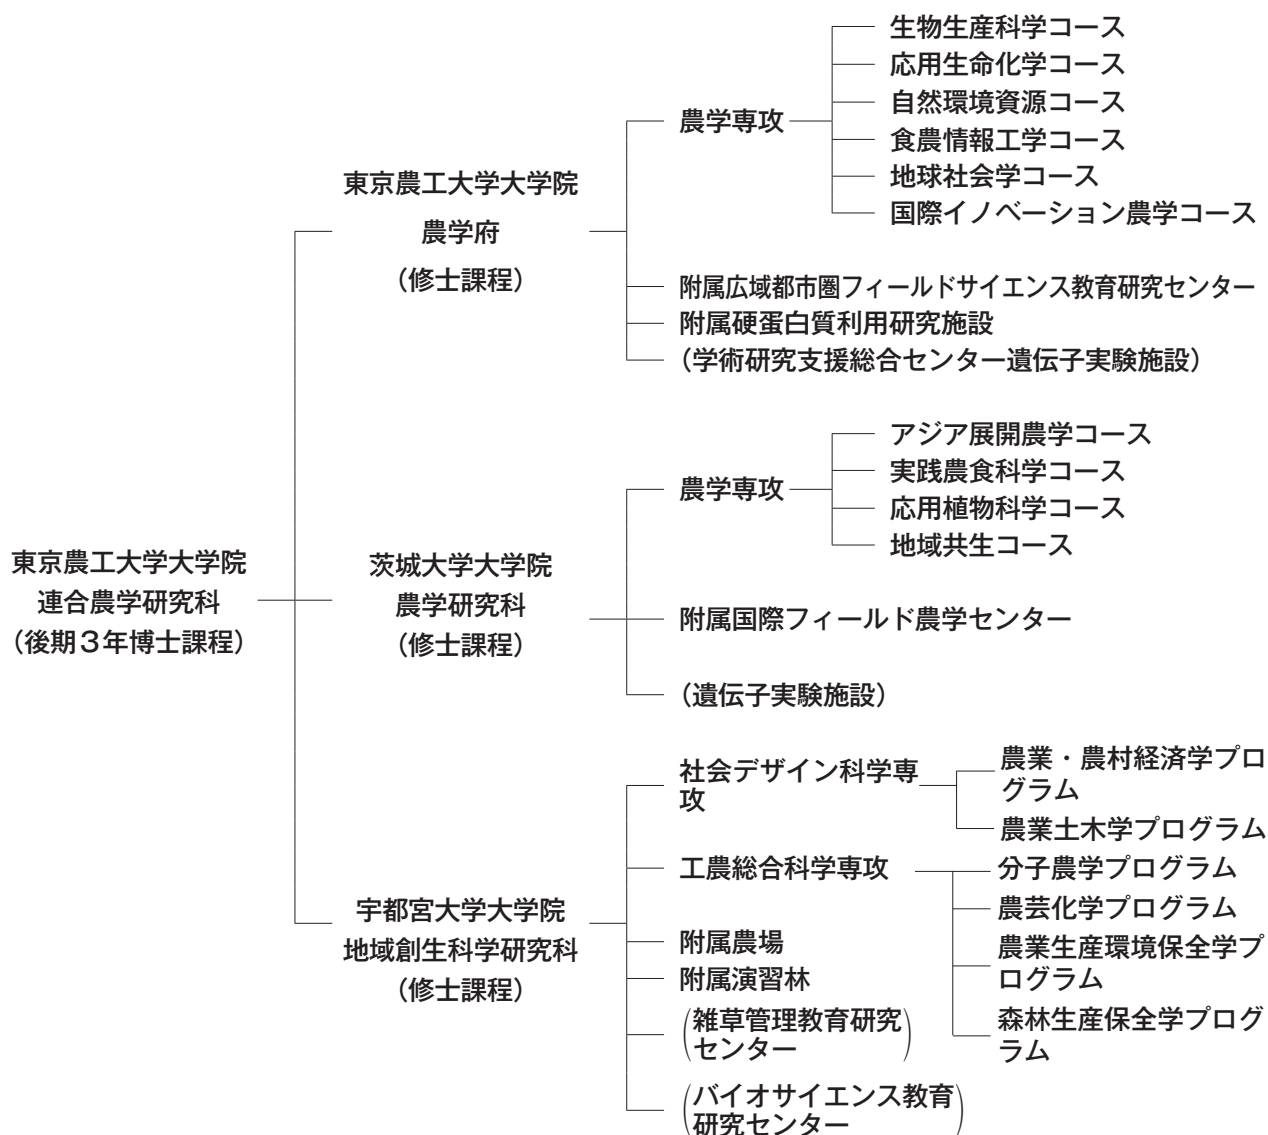 東京農工大学大学院
連合農学研究科
（後期３年博士課程）
東京農工大学大学院
農学府
（修士課程）
農学専攻
生物生産科学コース
応用生命化学コース
自然環境資源コース
食農情報工学コース
地球社会学コース
国際イノベーション農学コース
附属広域都市圏フィールドサイエンス教育研究センター
附属硬蛋白質利用研究施設
（学術研究支援総合センター遺伝子実験施設）
茨城大学大学院
農学研究科
（修士課程）
農学専攻
アジア展開農学コース
実践農食科学コース
応用植物科学コース
地域共生コース
附属国際フィールド農学センター
（遺伝子実験施設）
宇都宮大学大学院
地域創生科学研究科
（修士課程）
社会デザイン科学専
攻
農業・農村経済学プロ
グラム
農業土木学プログラム
工農総合科学専攻
分子農学プログラム
農芸化学プログラム
農業生産環境保全学プ
ログラム
森林生産保全学プログ
ラム
附属農場
附属演習林
（雑草管理教育研究
センター）
（バイオサイエンス教育
研究センター）